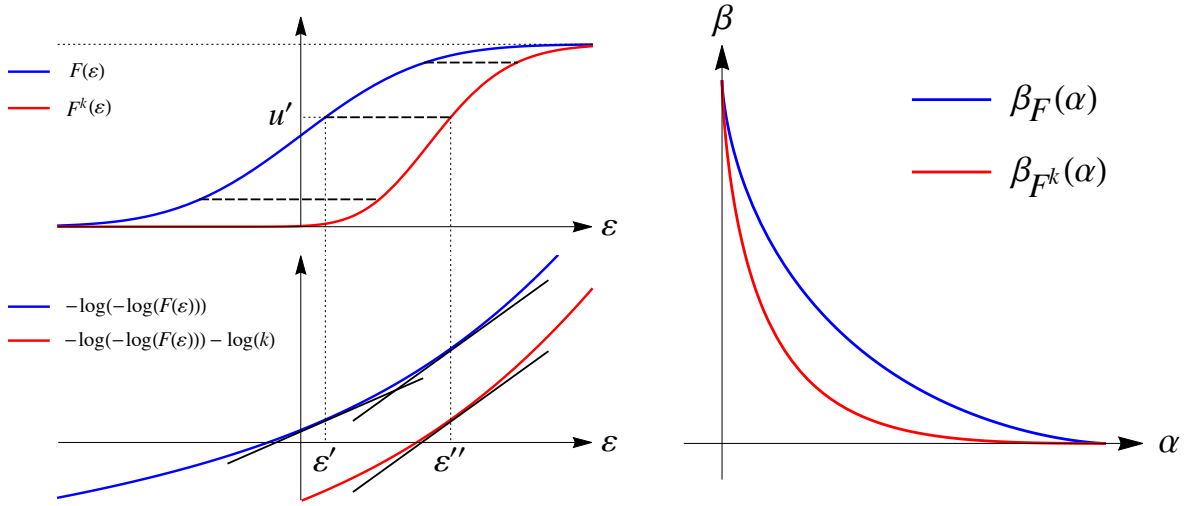 F(ε)
F^k(ε)
u′
ε
−log(−log(F(ε)))
−log(−log(F(ε))) − log(k)
ε′
ε′′
ε
β
β_F(α)
β_{F^k}(α)
α